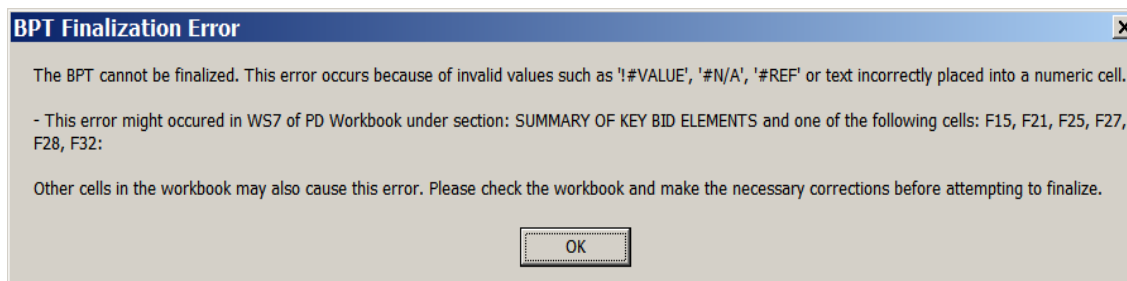 BPT Finalization Error
The BPT cannot be finalized. This error occurs because of invalid values such as '!#VALUE', '#N/A', '#REF' or text incorrectly placed into a numeric cell.
- This error might occured in WS7 of PD Workbook under section: SUMMARY OF KEY BID ELEMENTS and one of the following cells: F15, F21, F25, F27,
F28, F32:
Other cells in the workbook may also cause this error. Please check the workbook and make the necessary corrections before attempting to finalize.
OK